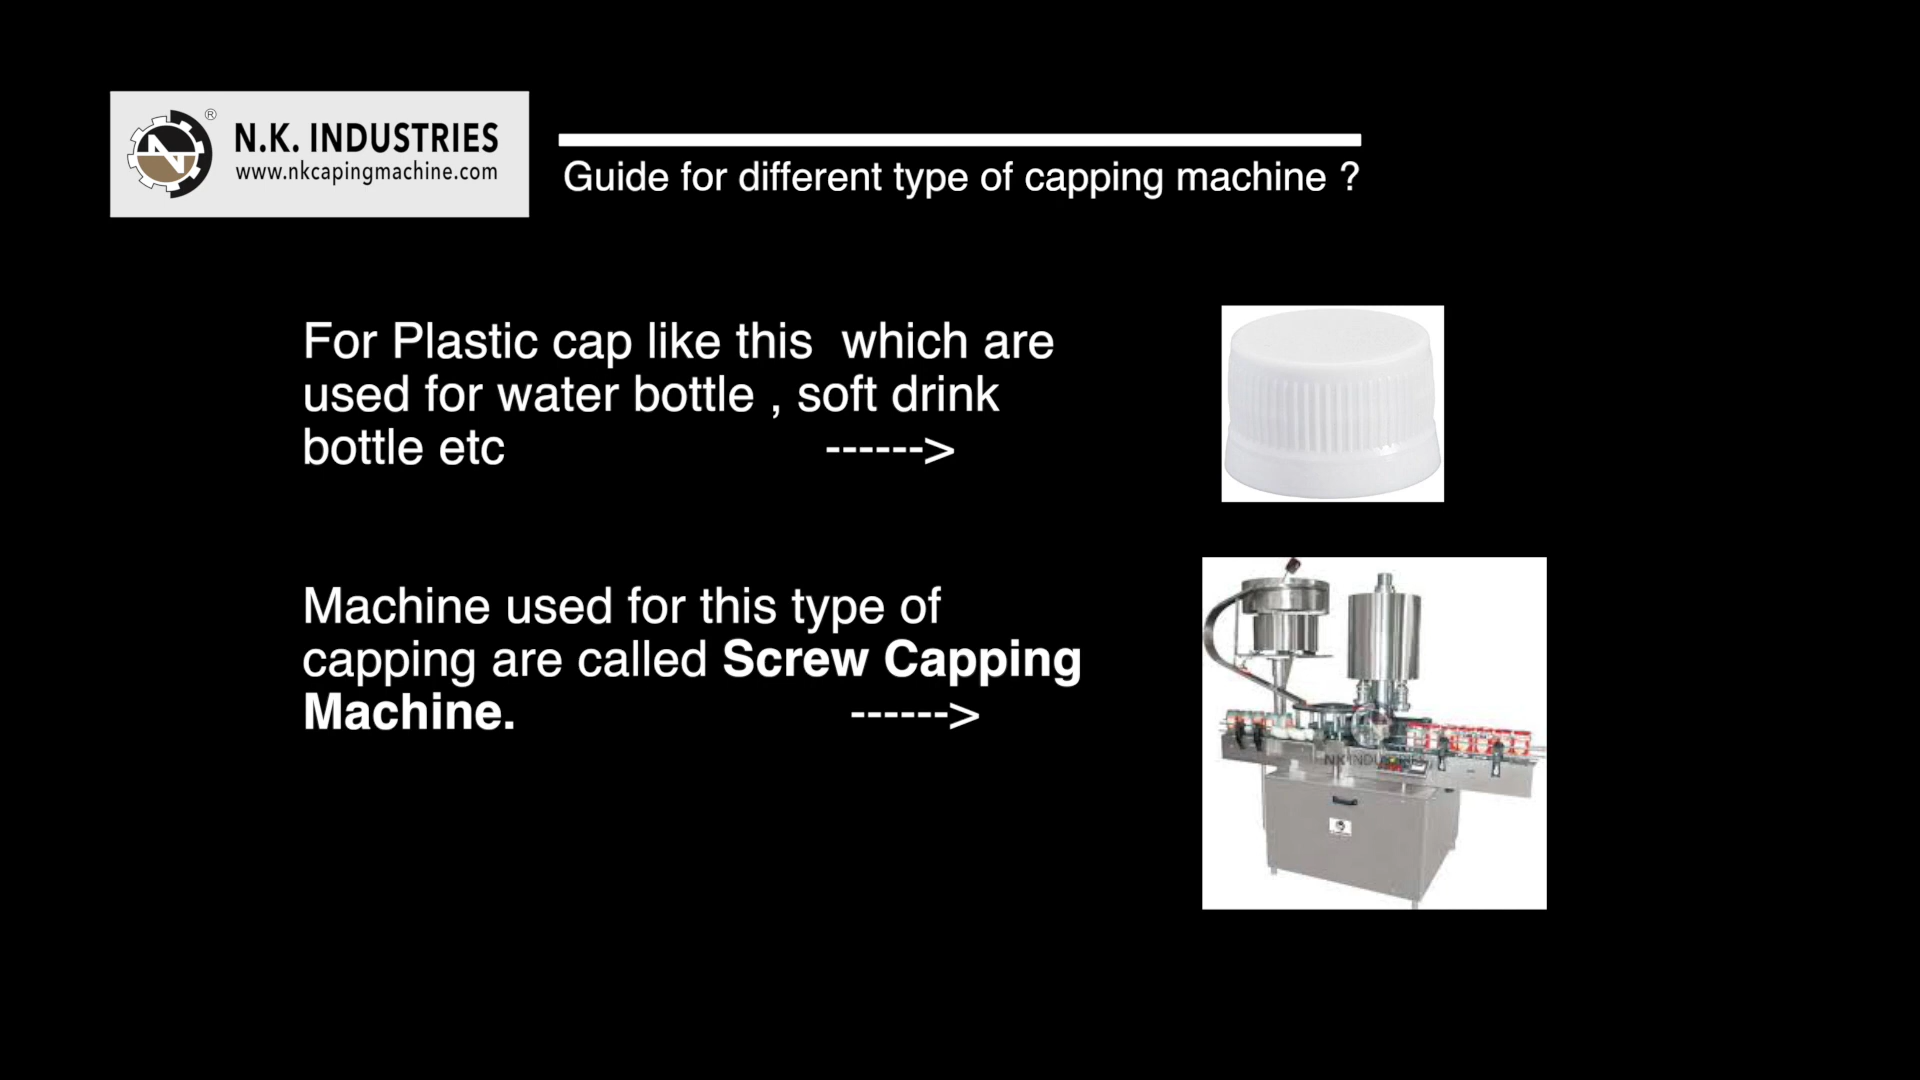 N.K. INDUSTRIES
®
www.nkcapingmachine.com
Guide for different type of capping machine ?
For Plastic cap like this  which are
used for water bottle , soft drink
bottle etc ------>
Machine used for this type of
capping are called Screw Capping
Machine. ------>
NK INDUSTRIES